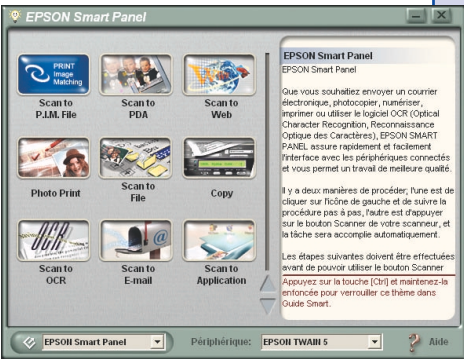 EPSON Smart Panel
PRINT
Image
Matching
Scan to
P.I.M. File
Scan to
PDA
Scan to
Web
Photo Print
Scan to
File
Copy
OCR
Scan to
OCR
@
Scan to
E-mail
Scan to
Application
EPSON Smart Panel
EPSON Smart Panel
Que vous souhaitiez envoyer un courrier
électronique, photocopier, numériser,
imprimer ou utiliser le logiciel OCR (Optical
Character Recognition, Reconnaissance
Optique des Caractères), EPSON SMART
PANEL assure rapidement et facilement
l'interface avec les périphériques connectés
et vous permet un travail de meilleure qualité.
Il y a deux manières de procéder; l'une est de
cliquer sur l'icône de gauche et de suivre la
procédure pas à pas, l'autre est d'appuyer
sur le bouton Scanner de votre scanneur, et
la tâche sera accomplie automatiquement.
Les étapes suivantes doivent être effectuées
avant de pouvoir utiliser le bouton Scanner
Appuyez sur la touche [Ctrl] et maintenez-la
enfoncée pour verrouiller ce thème dans
Guide Smart.
EPSON Smart Panel
Périphérique:
EPSON TWAIN 5
Aide